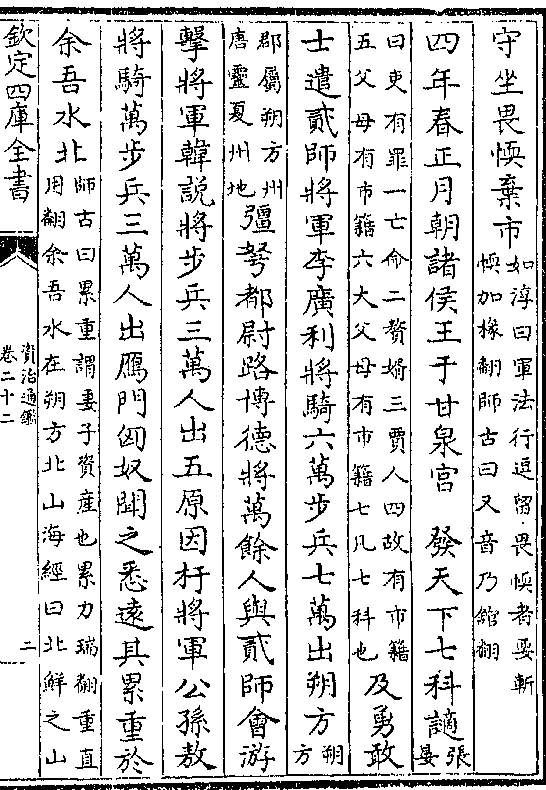 守坐畏愞棄市如淳曰軍法行逗留畏愞者要斬
愞加椽翻師古曰又音乃館翻
四年春正月朝諸侯王于甘泉宫　發天下七科謫張
晏
曰吏有罪一亡命二贅婿三賈人四故有市籍
五父母有市籍六大父母有市籍七凡七科也及勇敢
士遣貳師將軍李廣利將騎六萬步兵七萬出朔方朔
方
郡屬朔方州
唐靈夏州地彊弩都尉路博德將萬餘人與貳師會游
擊將軍韓説將步兵三萬人出五原因杅將軍公孫敖
將騎萬步兵三萬人出鴈門匈奴聞之悉遠其累重於
余吾水北師古曰累重謂妻子資産也累力瑞翻重直
用翻余吾水在朔方北山海經曰北鮮之山
欽定四庫全書
資治通鑑
卷二十二
二